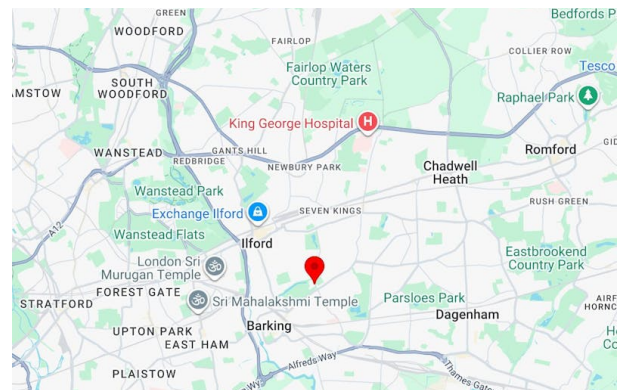 GREEN
WOODFORD
FAIRLOP
Bedfords P
COLLIER ROW
Fairlop Waters
Country Park
Tesco
SOUTH
WOODFORD
AMSTOW
Raphael Park
King George Hospital
H
WANSTEAD
GANTS HILL
REDBRIDGE
NEWBURY PARK
Romford
GID
Chadwell
Heath
Wanstead Park
RUSH GREEN
Exchange Ilford
SEVEN KINGS
A12
Wanstead Flats
Ilford
Eastbrookend
Country Park
London Sri
Murugan Temple
FOREST GATE
STRATFORD
Sri Mahalakshmi Temple
Parsloes Park
AIRF
HORNC
Dagenham
UPTON PARK
Barking
EAST HAM
Ho
Co
Alfreds Way
PLAISTOW
Thames Gate